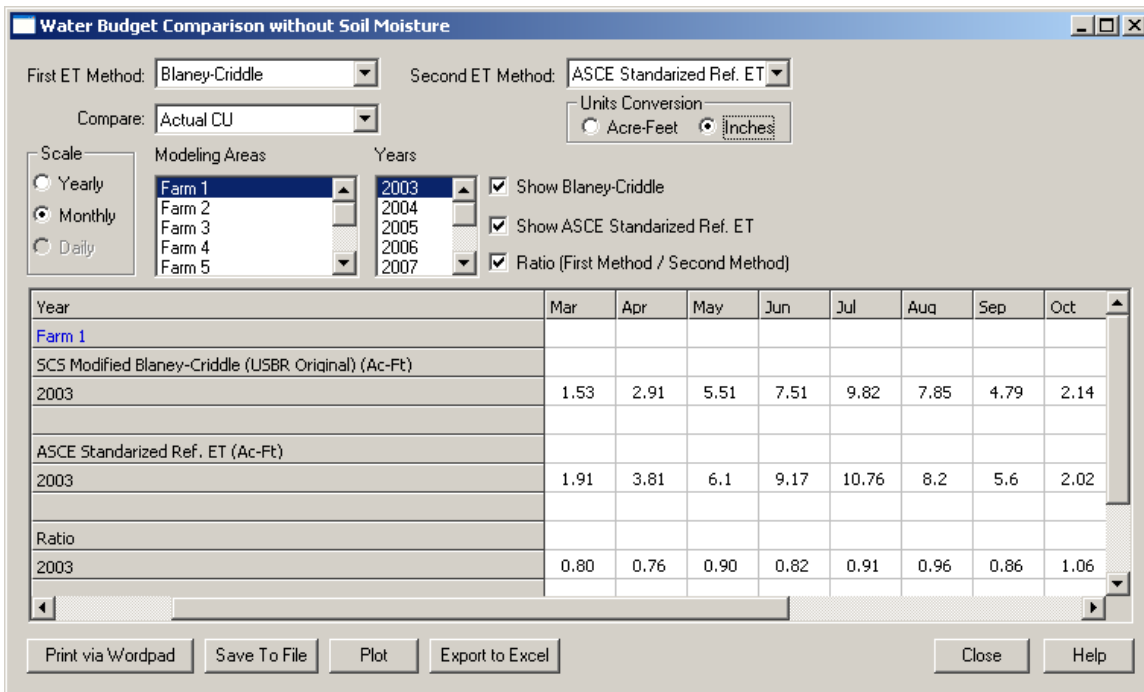 Water Budget Comparison without Soil Moisture
First ET Method: Blaney-Criddle Second ET Method: ASCE Standarized Ref. ET
Compare: Actual CU Units Conversion
Acre-Feet Inches
Scale Modeling Areas Years
Yearly Farm 1 2003 Show Blaney-Criddle
Farm 2 2004
Monthly Farm 3 2005 Show ASCE Standarized Ref. ET
Daily Farm 4 2006
Farm 5 2007 Ratio (First Method / Second Method)
Year Mar Apr May Jun Jul Aug Sep Oct
Farm 1
SCS Modified Blaney-Criddle (USBR Original) (Ac-Ft)
2003 1.53 2.91 5.51 7.51 9.82 7.85 4.79 2.14
ASCE Standarized Ref. ET (Ac-Ft)
2003 1.91 3.81 6.1 9.17 10.76 8.2 5.6 2.02
Ratio
2003 0.80 0.76 0.90 0.82 0.91 0.96 0.86 1.06
Print via Wordpad Save To File Plot Export to Excel Close Help